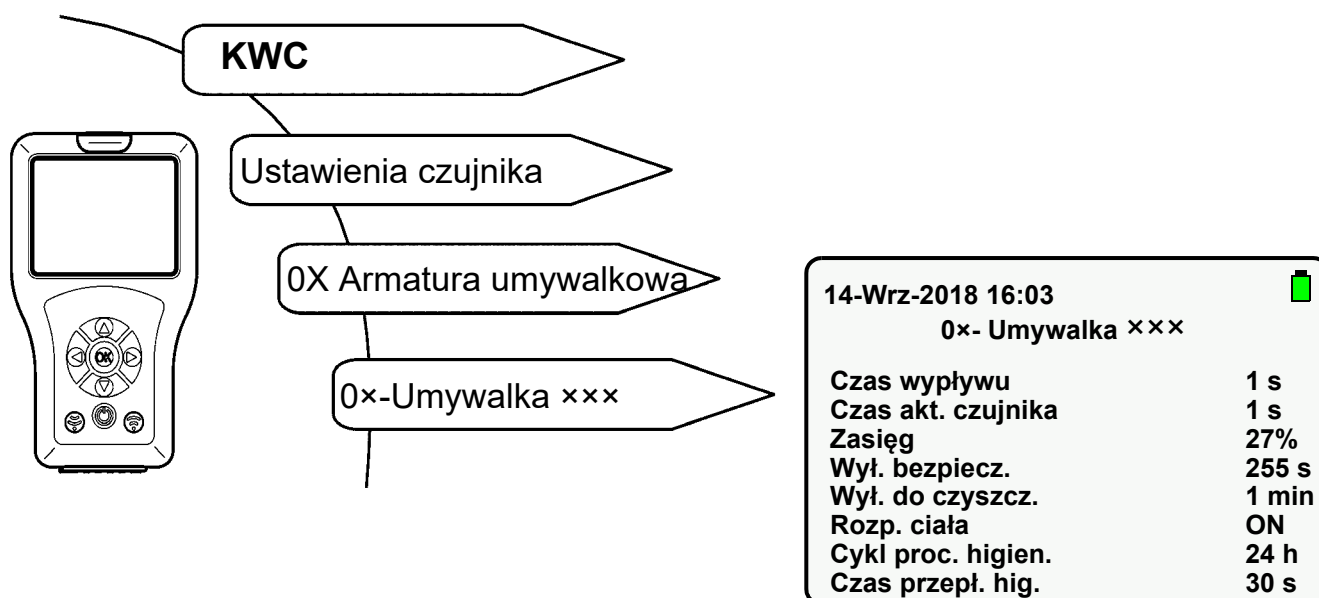 KWC
Ustawienia czujnika
0X Armatura umywalkowa
0×-Umywalka ×××
OK
14-Wrz-2018 16:03
0×- Umywalka ×××
Czas wypływu 1 s
Czas akt. czujnika 1 s
Zasięg 27%
Wył. bezpiecz. 255 s
Wył. do czyszcz. 1 min
Rozp. ciała ON
Cykl proc. higien. 24 h
Czas przepł. hig. 30 s